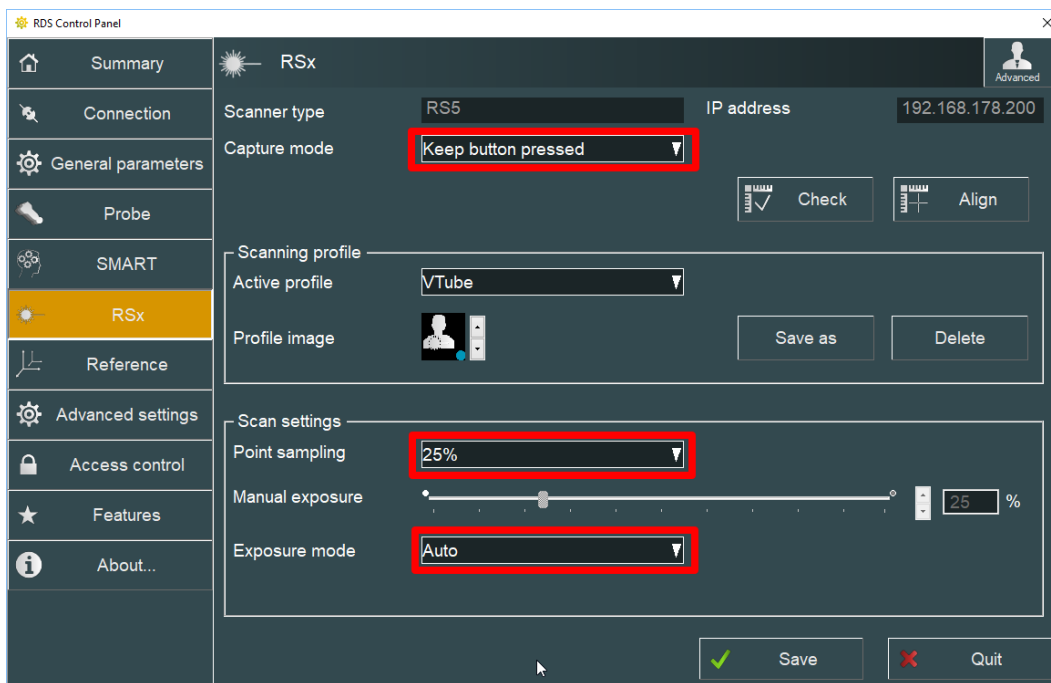 RDS Control Panel
Summary
Connection
General parameters
Probe
SMART
RSx
Reference
Advanced settings
Access control
Features
About...
RSx
Advanced
Scanner type RS5 IP address 192.168.178.200
Capture mode Keep button pressed
Check Align
Scanning profile
Active profile VTube
Profile image Save as Delete
Scan settings
Point sampling 25%
Manual exposure 25 %
Exposure mode Auto
Save Quit